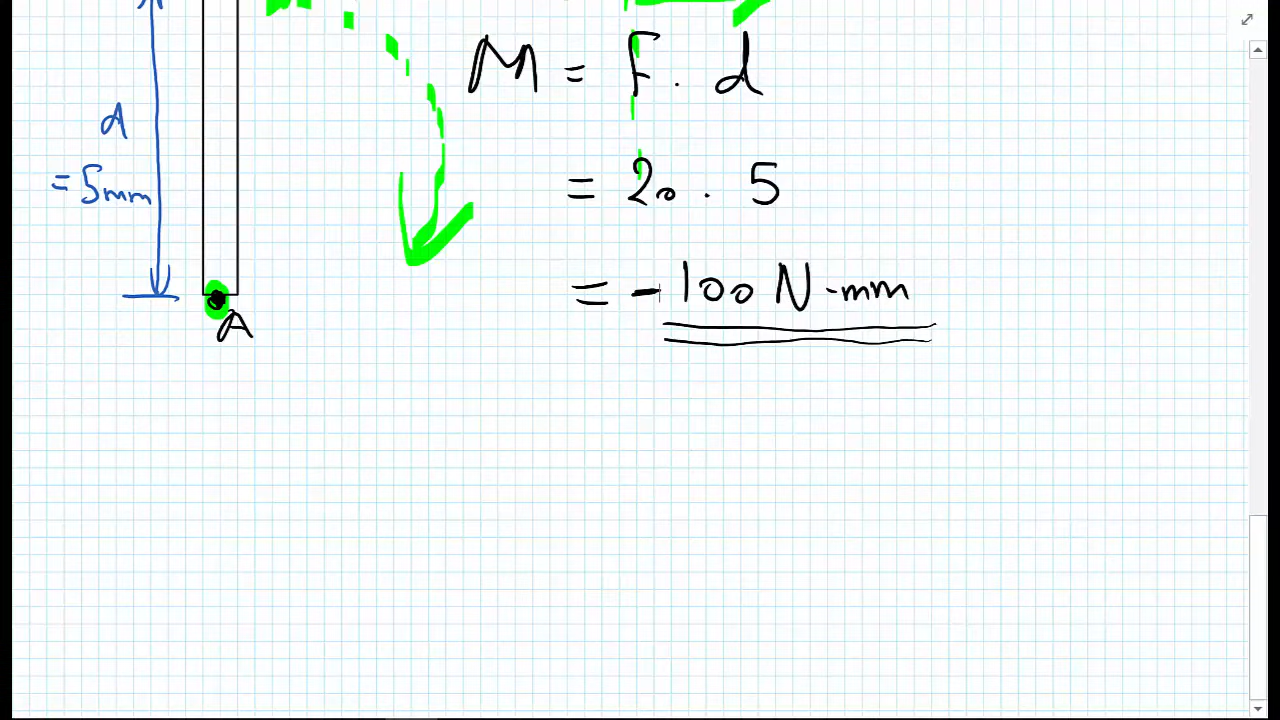 M = F . d
A
= 5mm
= 20 . 5
= -100 N-mm
A